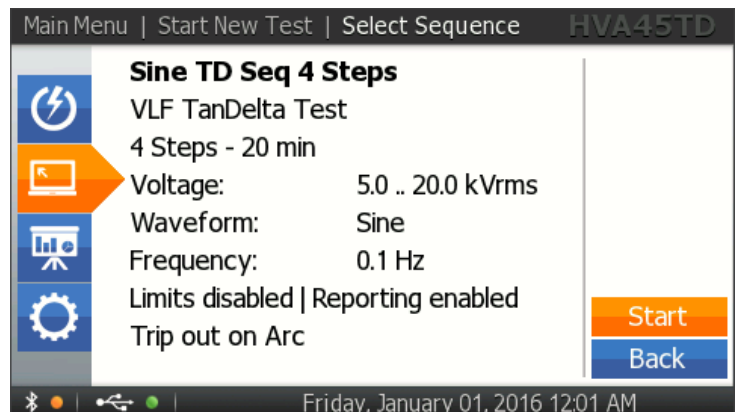 Main Menu | Start New Test | Select Sequence HVA45TD
Sine TD Seq 4 Steps
VLF TanDelta Test
4 Steps - 20 min
Voltage: 5.0 .. 20.0 kVrms
Waveform: Sine
Frequency: 0.1 Hz
Limits disabled | Reporting enabled
Trip out on Arc
Start
Back
Friday, January 01, 2016 12:01 AM